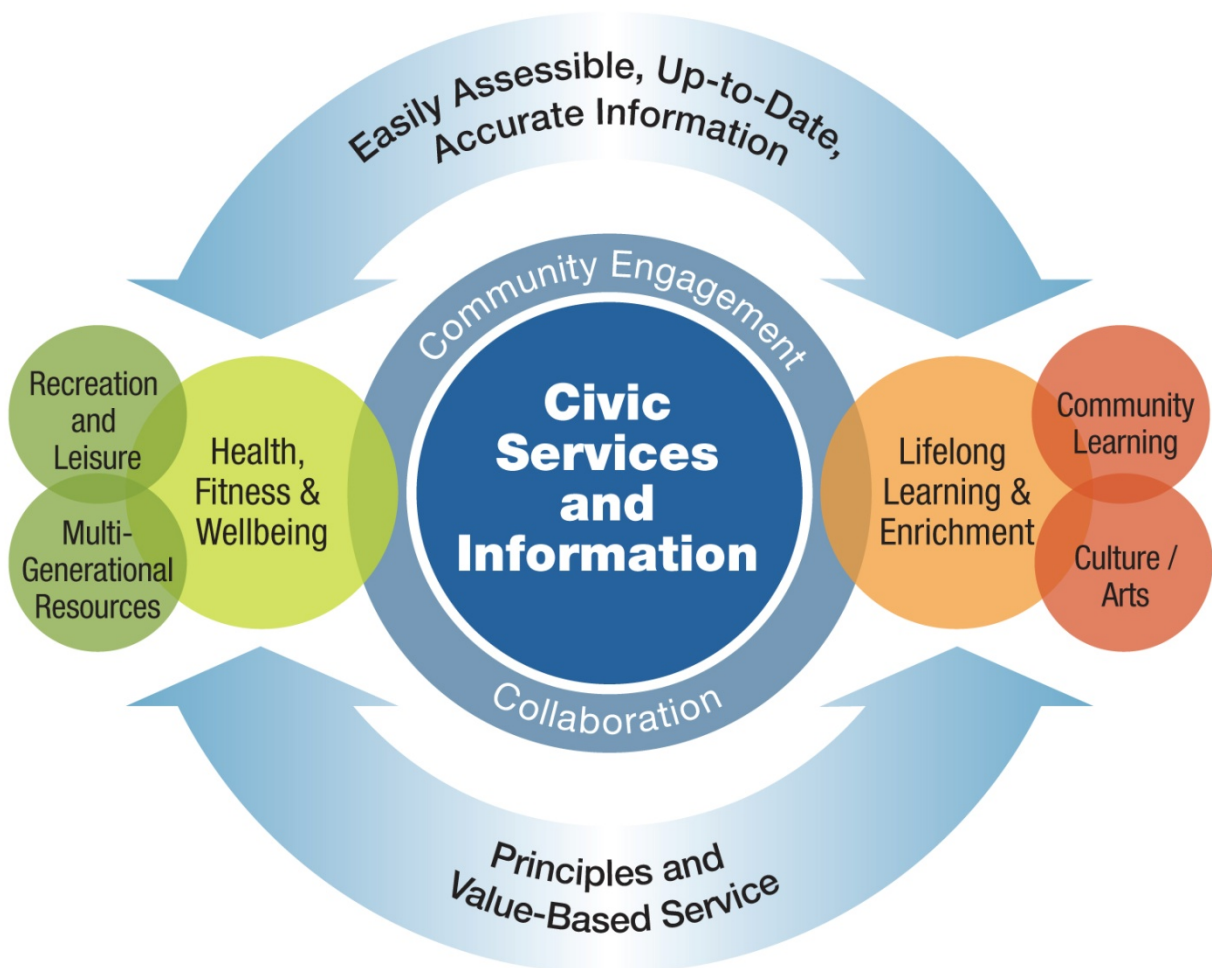 Easily Assessible, Up-to-Date,
Accurate Information
Community Engagement
Civic
Services
and
Information
Collaboration
Recreation
and
Leisure
Multi-
Generational
Resources
Health,
Fitness &
Wellbeing
Lifelong
Learning &
Enrichment
Community
Learning
Culture /
Arts
Principles and
Value-Based Service